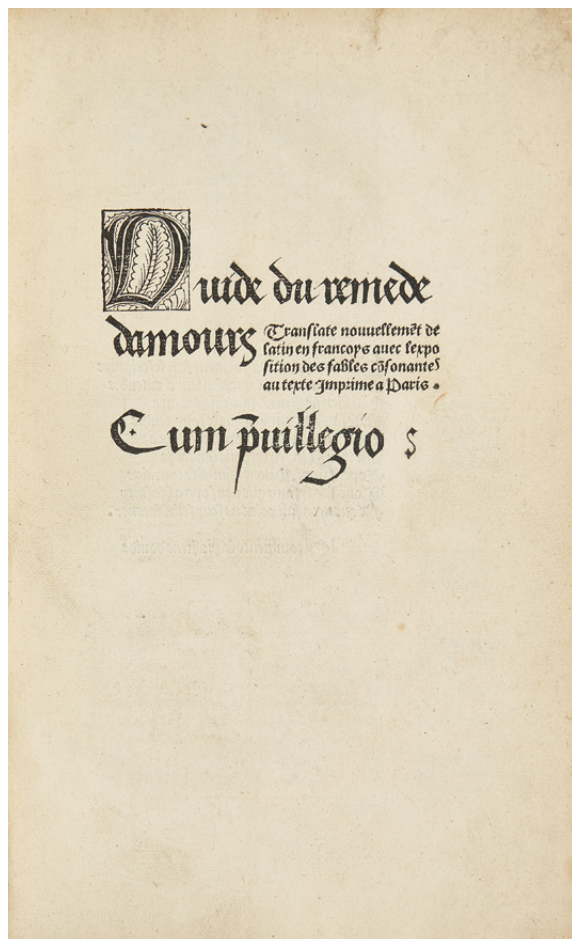 Ouide du remede
damours
Translate nouuellemēt de
latin en francoys auec lexpo
sition des fables cōsonantes
au texte Imprime a Paris .
Cum p̄uillegio